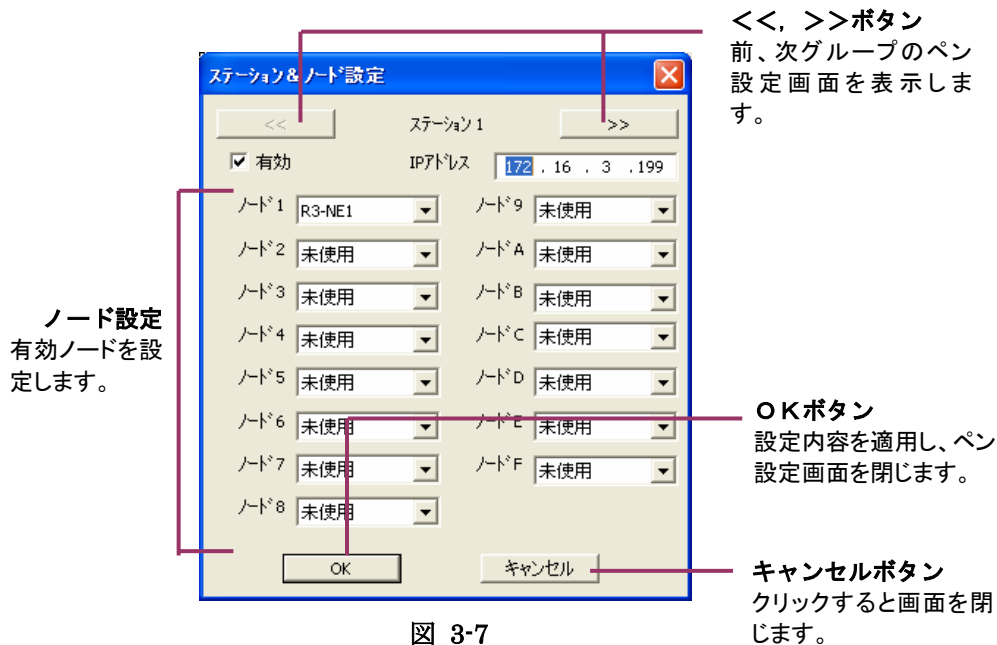 <<, >>ボタン
前、次グループのペン
設定画面を表示しま
す。
ステーション&ノード設定
<<
ステーション1
>>
有効
IPアドレス
172 . 16 . 3 . 199
ノード1 R3-NE1
ノード9 未使用
ノード2 未使用
ノードA 未使用
ノード3 未使用
ノードB 未使用
ノード4 未使用
ノードC 未使用
ノード5 未使用
ノードD 未使用
ノード6 未使用
ノードE 未使用
ノード7 未使用
ノードF 未使用
ノード8 未使用
OK
キャンセル
ノード設定
有効ノードを設
定します。
OKボタン
設定内容を適用し、ペン
設定画面を閉じます。
キャンセルボタン
クリックすると画面を閉
じます。
図 3-7